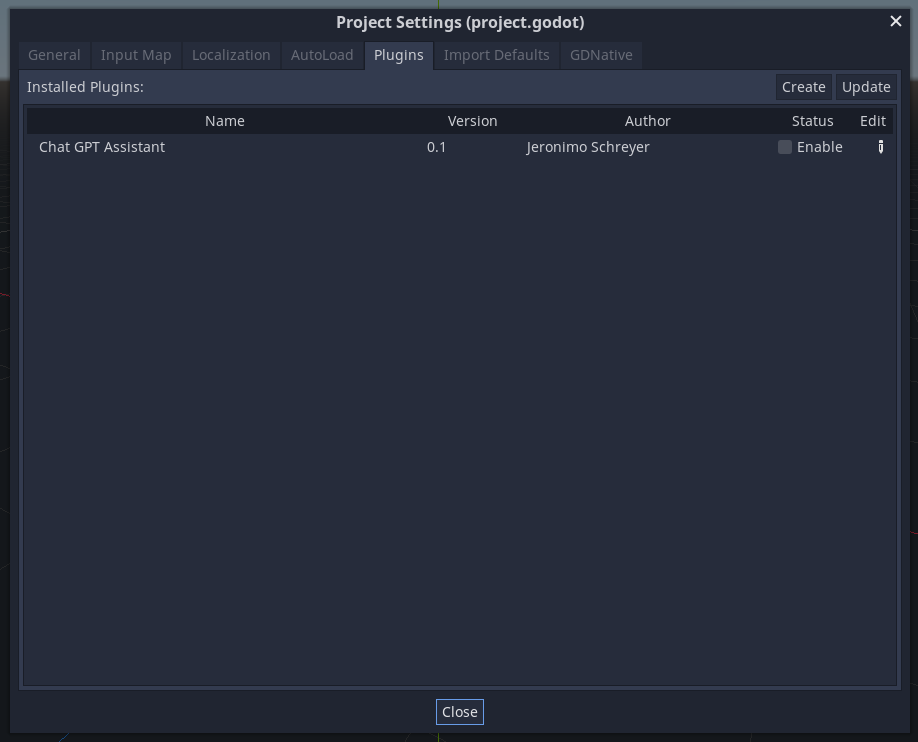 Project Settings (project.godot)
General Input Map Localization AutoLoad Plugins Import Defaults GDNative
Installed Plugins: Create Update
Name Version Author Status Edit
Chat GPT Assistant 0.1 Jeronimo Schreyer Enable
Close